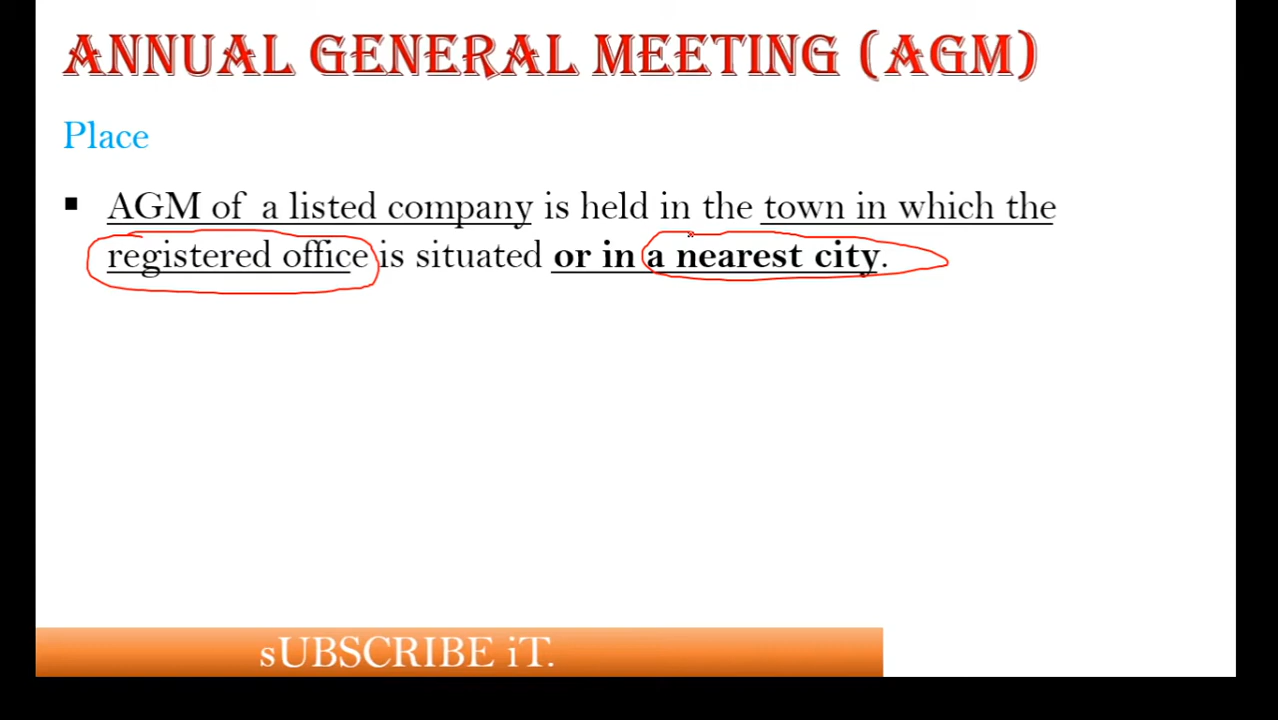 ANNUAL GENERAL MEETING (AGM)
Place
▪ AGM of a listed company is held in the town in which the
registered office is situated or in a nearest city.
sUBSCRIBE iT.